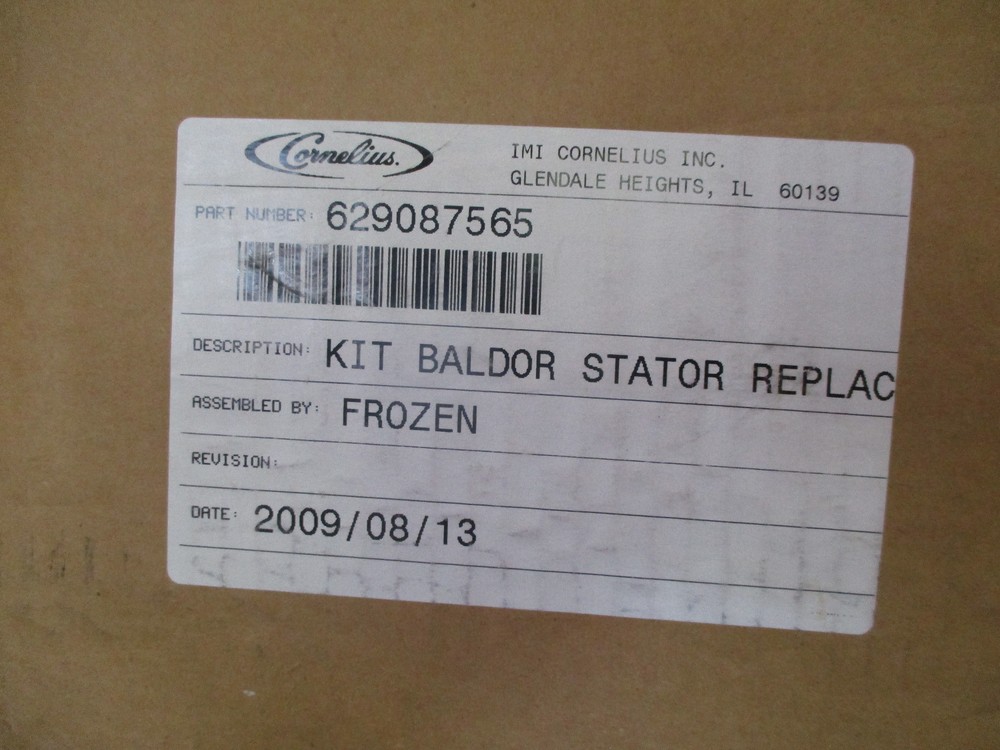 Cornelius.
IMI CORNELIUS INC.
GLENDALE HEIGHTS, IL 60139
PART NUMBER: 629087565
DESCRIPTION: KIT BALDOR STATOR REPLAC
ASSEMBLED BY: FROZEN
REVISION:
DATE: 2009/08/13